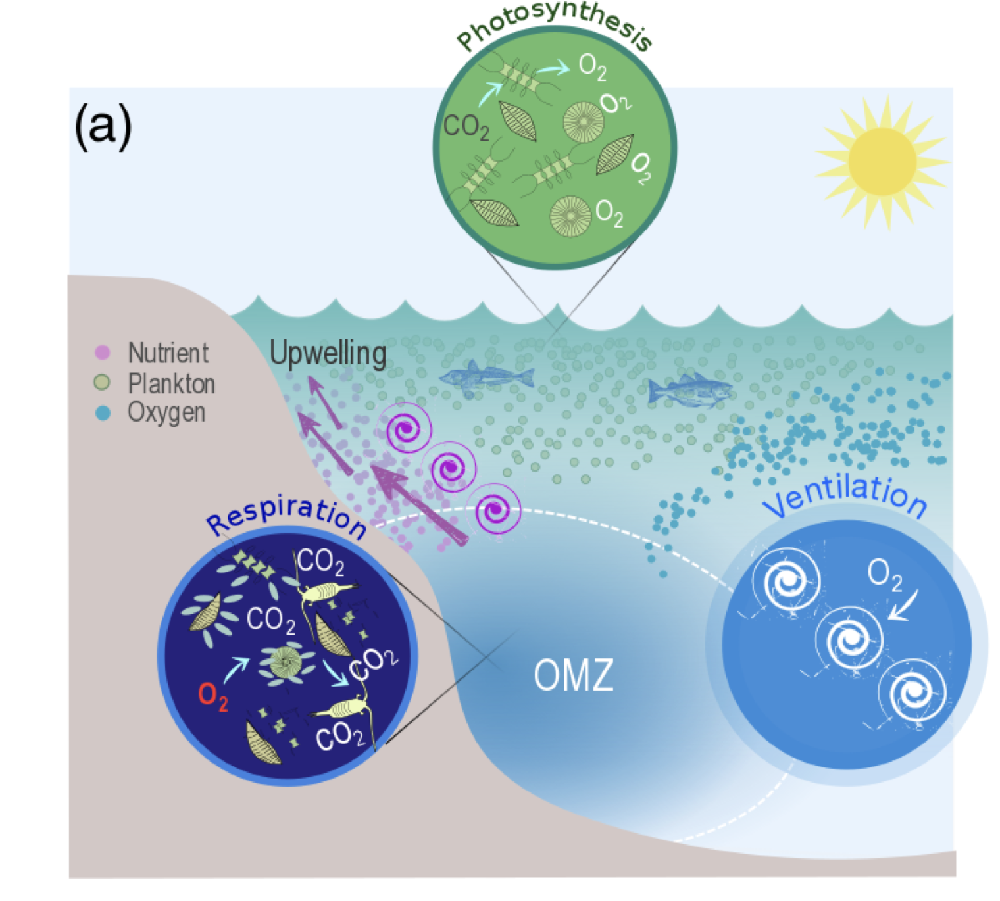 Photosynthesis
(a)
O₂
O₂
CO₂
O₂
O₂
Nutrient
Plankton
Oxygen
Upwelling
Respiration
CO₂
CO₂
CO₂
O₂
CO₂
OMZ
Ventilation
O₂